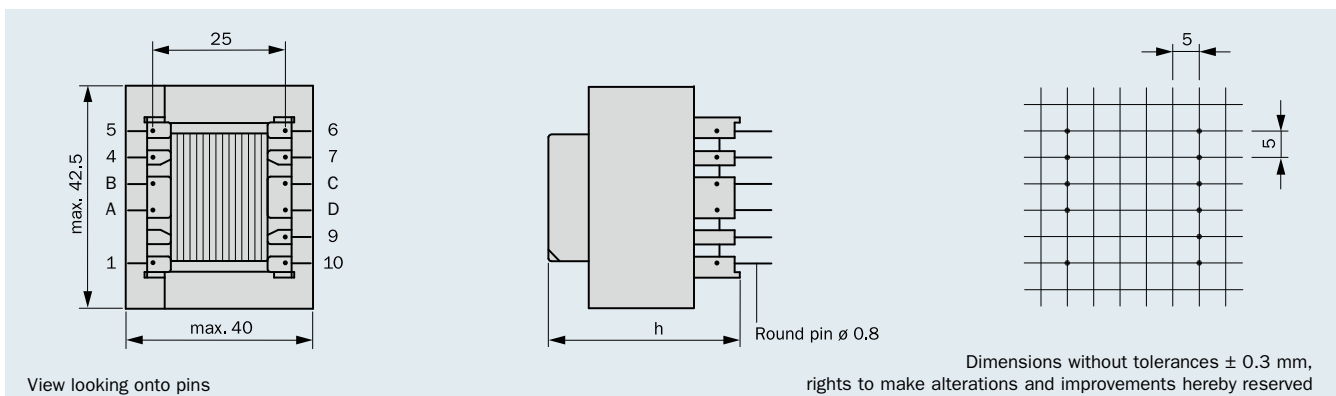 25
5
max. 42.5
5 6
4 7
B C
A D
9
1 10
5
max. 40
h
Round pin ø 0.8
View looking onto pins
Dimensions without tolerances ± 0.3 mm,
rights to make alterations and improvements hereby reserved